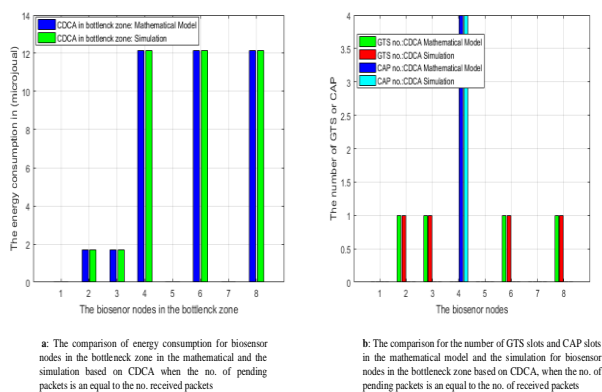 CDCA in bottlenck zone: Mathematical Model
CDCA in bottlenck zone: Simulation
14
12
10
8
6
4
2
0
The energy consumption in (microjoual)
1 2 3 4 5 6 7 8
The biosenor nodes in the bottlenck zone
GTS no.:CDCA Mathematical Model
GTS no.:CDCA Simulation
CAP no.:CDCA Mathematical Model
CAP no.:CDCA Simulation
4
3.5
3
2.5
2
1.5
1
0.5
0
The number of GTS or CAP
1 2 3 4 5 6 7 8
The biosenor nodes
a: The comparison of energy consumption for biosensor
nodes in the bottleneck zone in the mathematical and the
simulation based on CDCA when the no. of pending
packets is an equal to the no. received packets
b: The comparison for the number of GTS slots and CAP slots
in the mathematical model and the simulation for biosensor
nodes in the bottleneck zone based on CDCA, when the no. of
pending packets is an equal to the no. of received packets